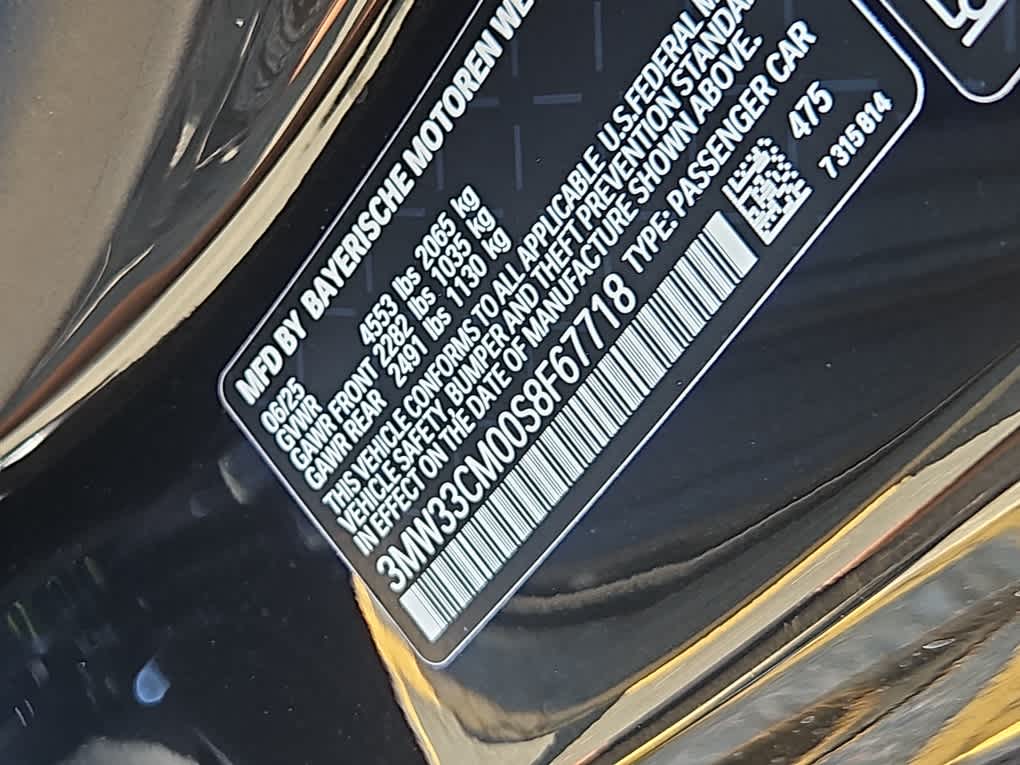 MFD BY BAYERISCHE MOTOREN WE
06/25
GVWR 4553 lbs 2065 kg
GAWR FRONT 2282 lbs 1035 kg
GAWR REAR 2491 lbs 1130 kg
THIS VEHICLE CONFORMS TO ALL APPLICABLE U.S.FEDERAL M
VEHICLE SAFETY, BUMPER AND THEFT PREVENTION STANDA
IN EFFECT ON THE DATE OF MANUFACTURE SHOWN ABOVE.
3MW33CM00S8F67718 TYPE: PASSENGER CAR
475
7315814